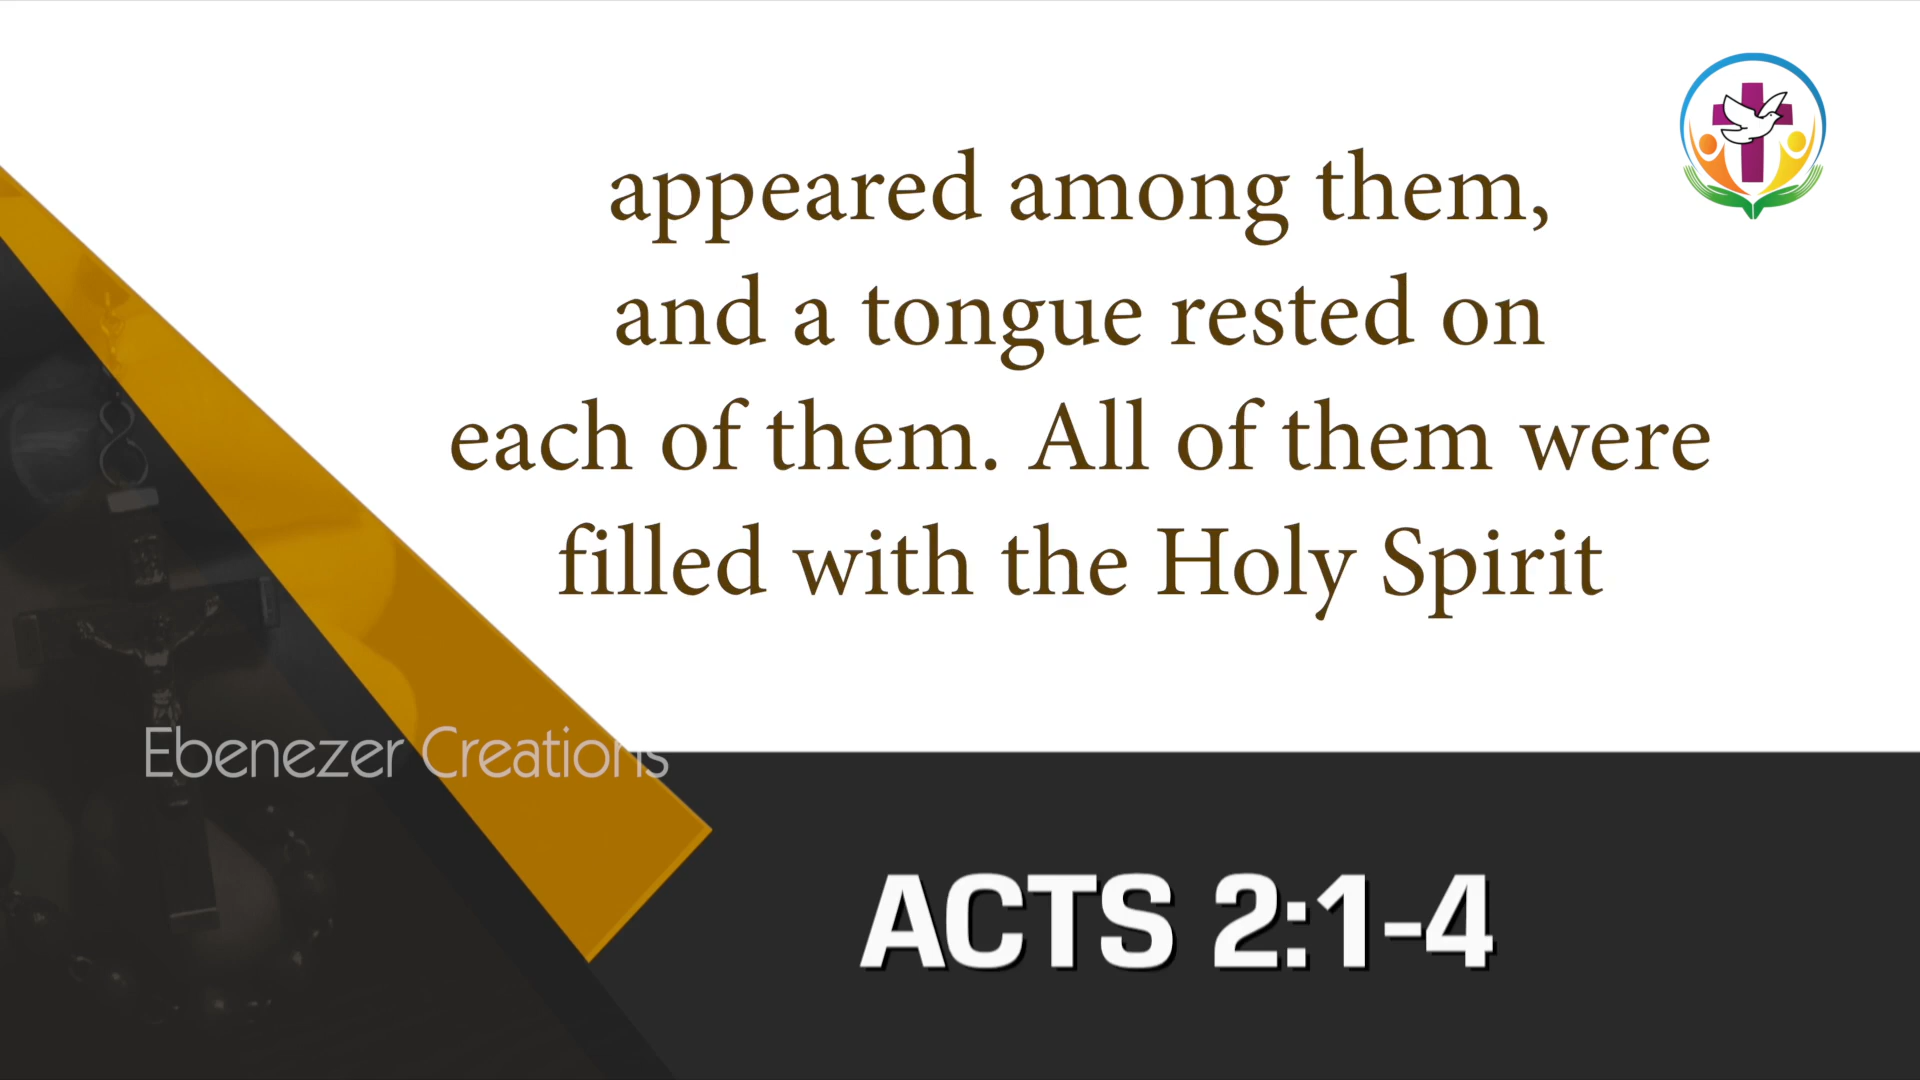 appeared among them,
and a tongue rested on
each of them. All of them were
filled with the Holy Spirit
Ebenezer Creations
ACTS 2:1-4